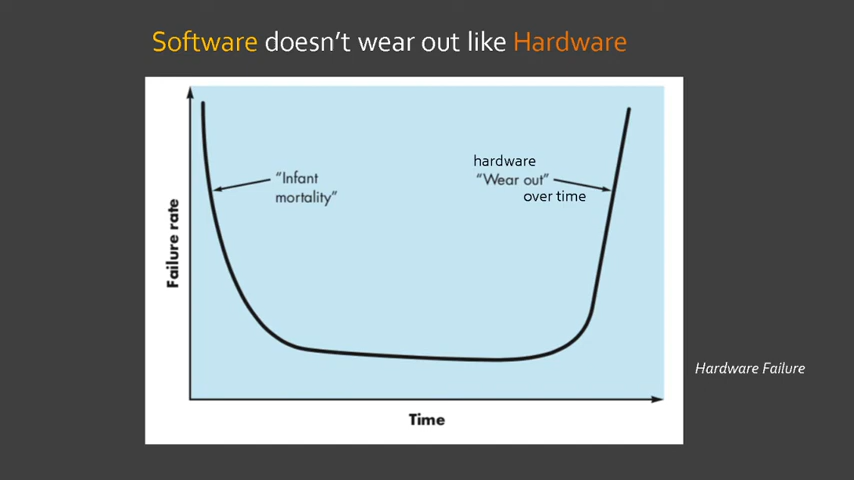 Software doesn't wear out like Hardware
"Infant
mortality"
hardware
"Wear out"
over time
Failure rate
Hardware Failure
Time